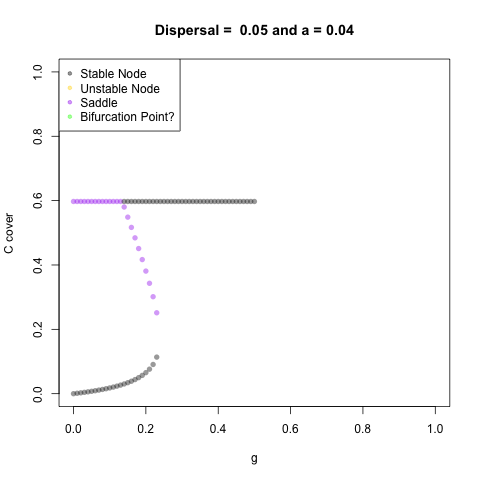 Dispersal =  0.05 and a = 0.04
Stable Node
Unstable Node
Saddle
Bifurcation Point?
C cover
1.0
0.8
0.6
0.4
0.2
0.0
0.0 0.2 0.4 0.6 0.8 1.0
g